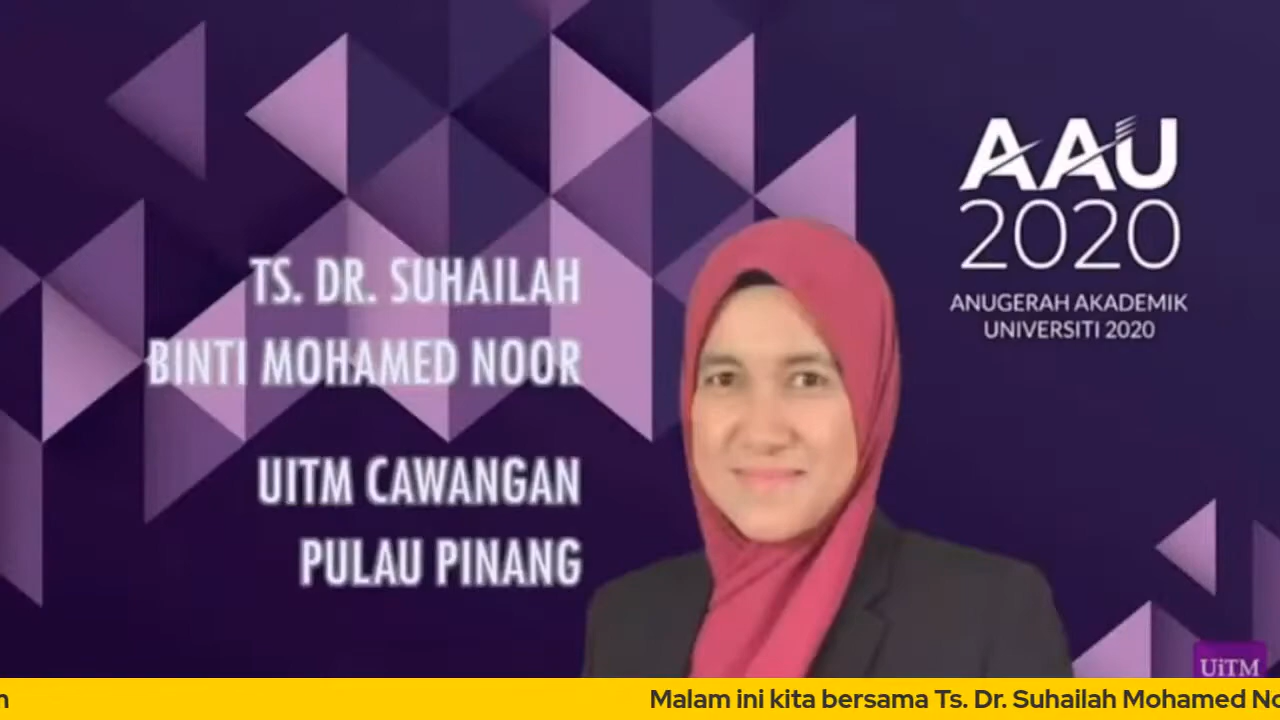 TS. DR. SUHAILAH
BINTI MOHAMED NOOR
UITM CAWANGAN
PULAU PINANG
AAU
2020
ANUGERAH AKADEMIK
UNIVERSITI 2020
UiTM
Malam ini kita bersama Ts. Dr. Suhailah Mohamed